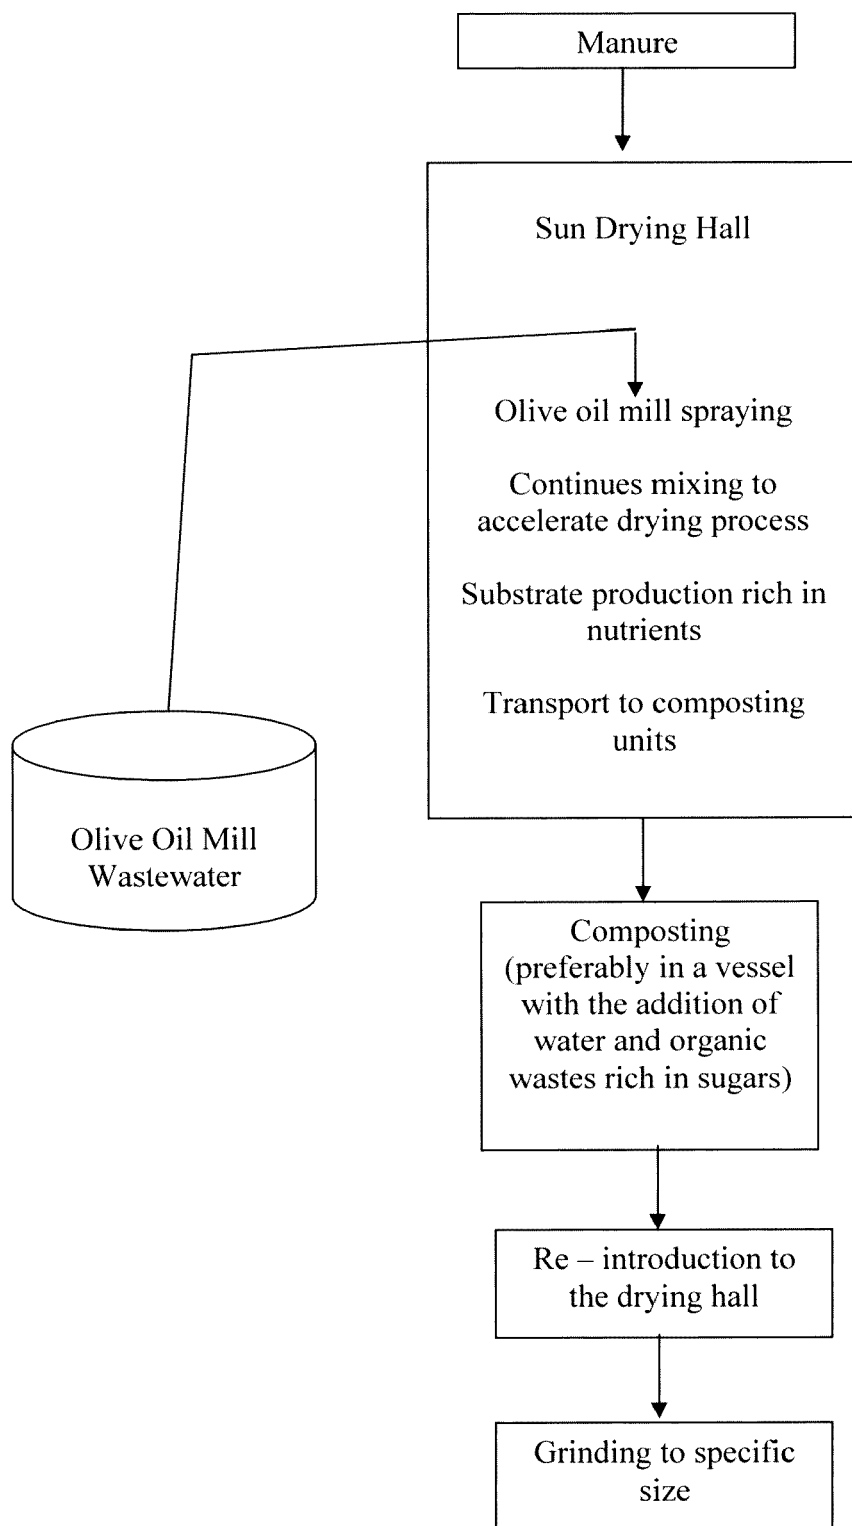 Manure
Sun Drying Hall
Olive oil mill spraying
Continues mixing to
accelerate drying process
Substrate production rich in
nutrients
Transport to composting
units
Olive Oil Mill
Wastewater
Composting
(preferably in a vessel
with the addition of
water and organic
wastes rich in sugars)
Re – introduction to
the drying hall
Grinding to specific
size